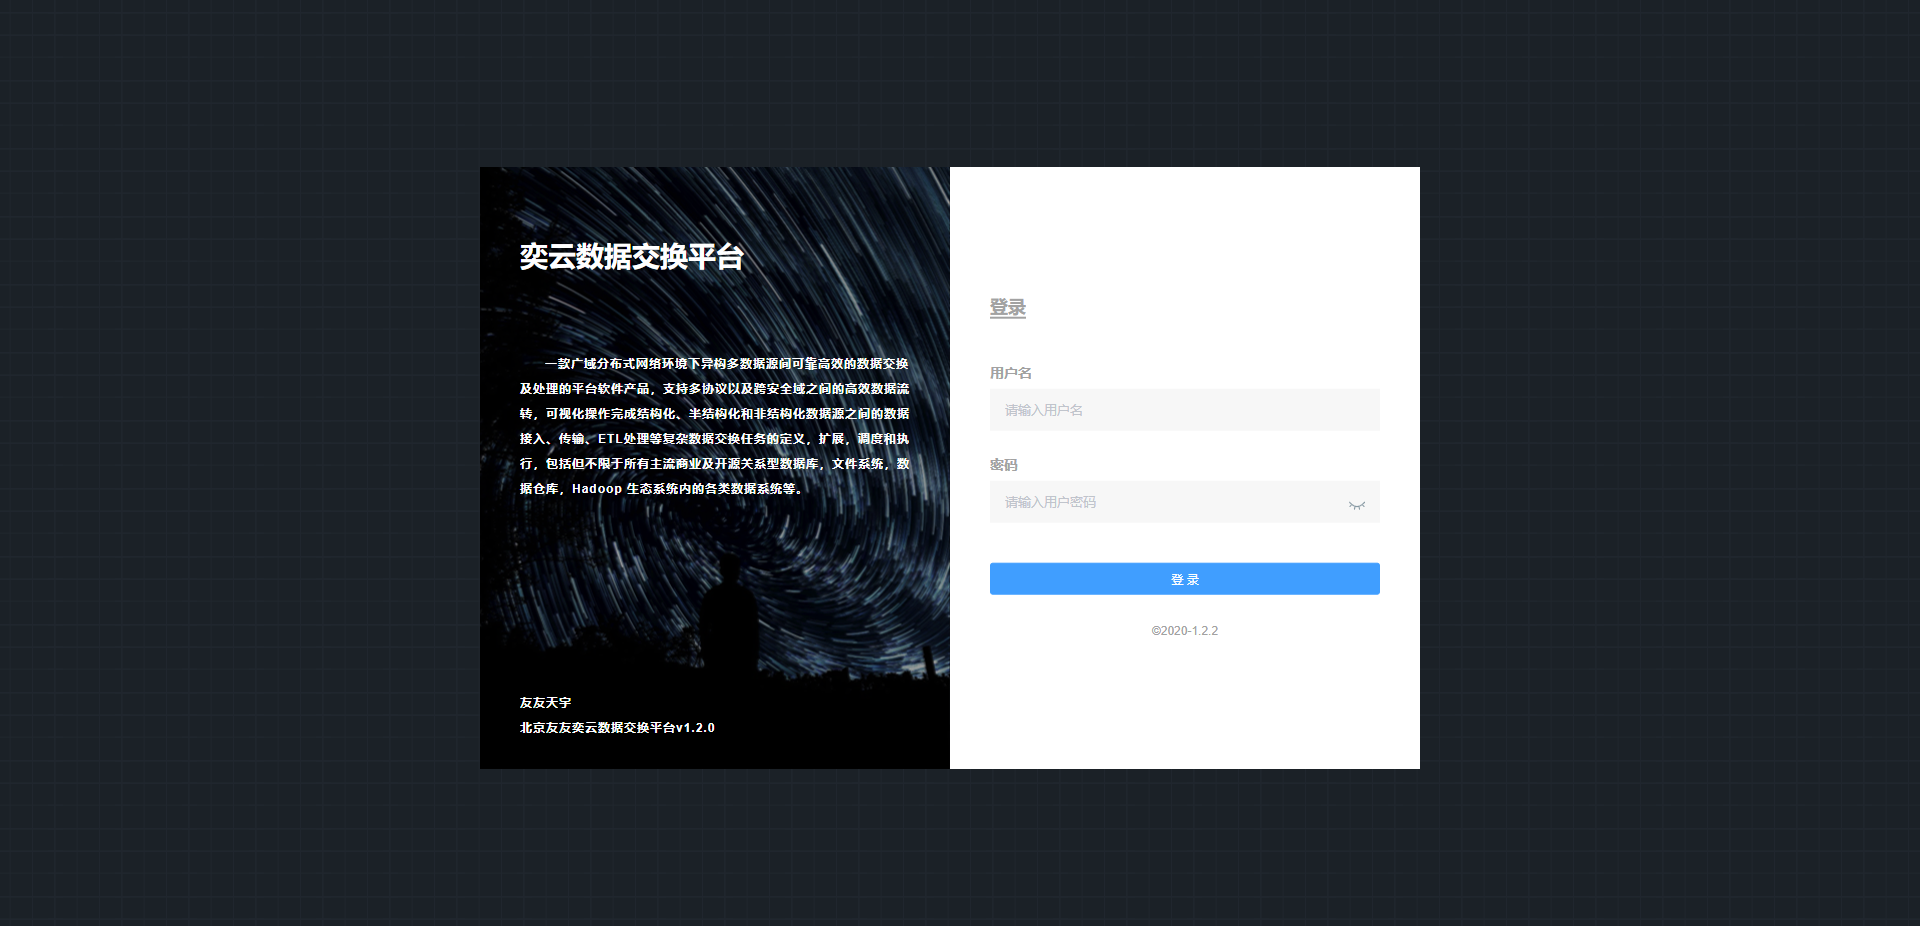 奕云数据交换平台
一款广域分布式网络环境下异构多数据源间可靠高效的数据交换
及处理的平台软件产品，支持多协议以及跨安全域之间的高效数据流
转，可视化操作完成结构化、半结构化和非结构化数据源之间的数据
接入、传输、ETL处理等复杂数据交换任务的定义，扩展，调度和执
行，包括但不限于所有主流商业及开源关系型数据库，文件系统，数
据仓库，Hadoop 生态系统内的各类数据系统等。
友友天宇
北京友友奕云数据交换平台v1.2.0
登录
用户名
请输入用户名
密码
请输入用户密码
登 录
©2020-1.2.2